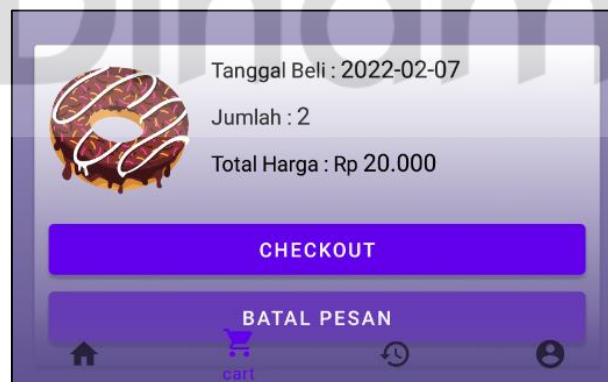 Tanggal Beli : 2022-02-07
Jumlah : 2
Total Harga : Rp 20.000
CHECKOUT
BATAL PESAN
cart